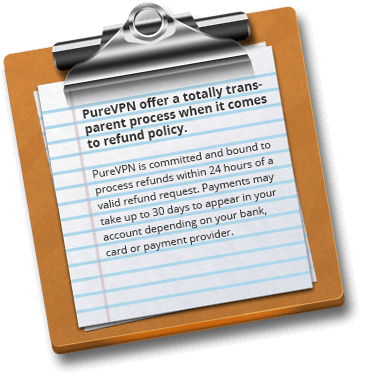 PureVPN offer a totally trans-
parent process when it comes
to refund policy.
PureVPN is committed and bound to
process refunds within 24 hours of a
valid refund request. Payments may
take up to 30 days to appear in your
account depending on your bank,
card or payment provider.